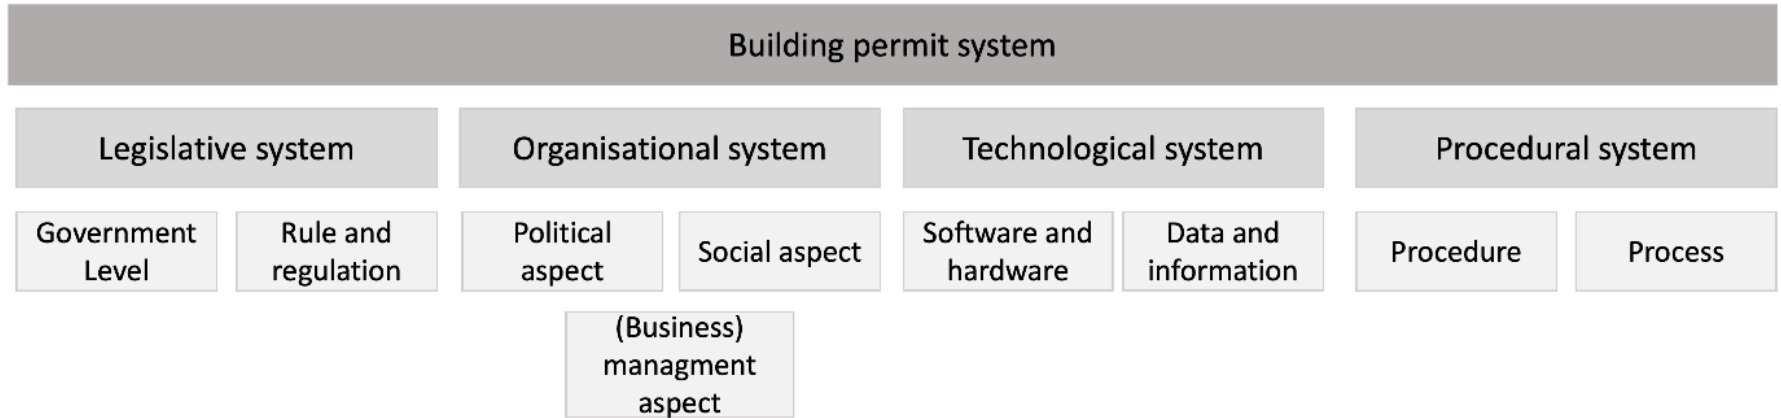 Building permit system
Legislative system
Organisational system
Technological system
Procedural system
Government
Level
Rule and
regulation
Political
aspect
Social aspect
Software and
hardware
Data and
information
Procedure
Process
(Business)
managment
aspect